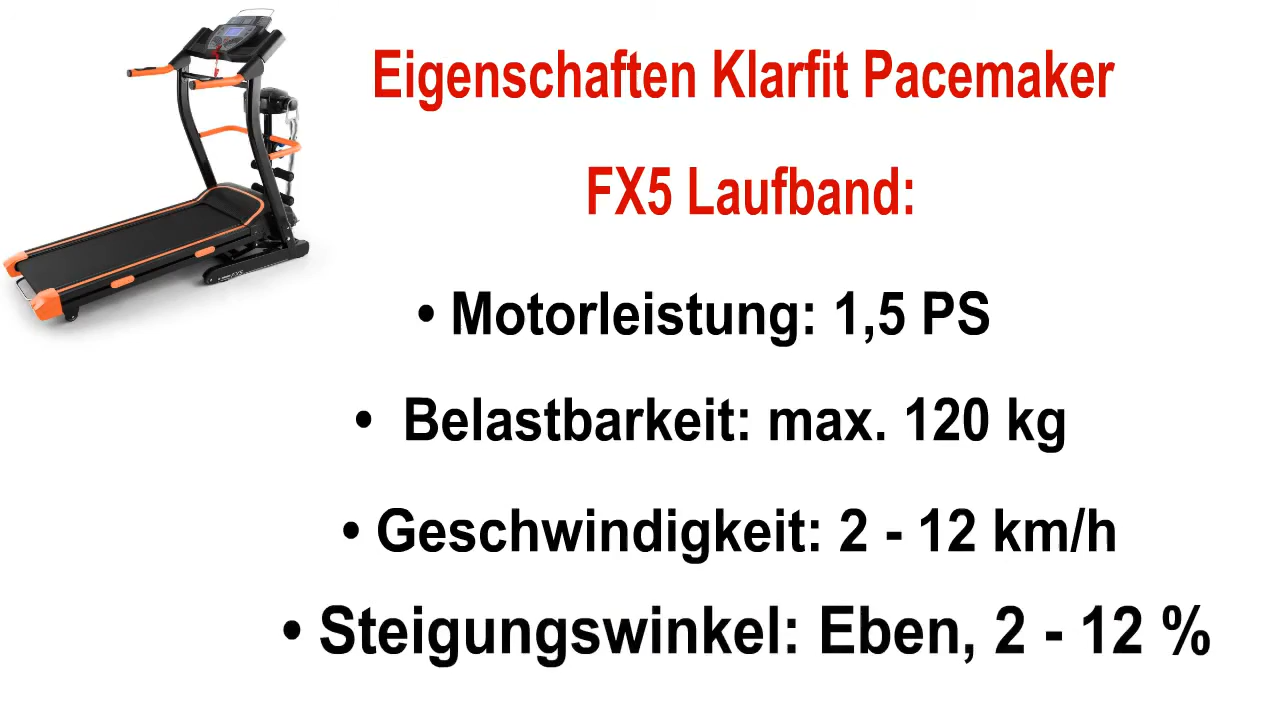 Eigenschaften Klarfit Pacemaker
FX5 Laufband:
• Motorleistung: 1,5 PS
• Belastbarkeit: max. 120 kg
• Geschwindigkeit: 2 - 12 km/h
• Steigungswinkel: Eben, 2 - 12 %